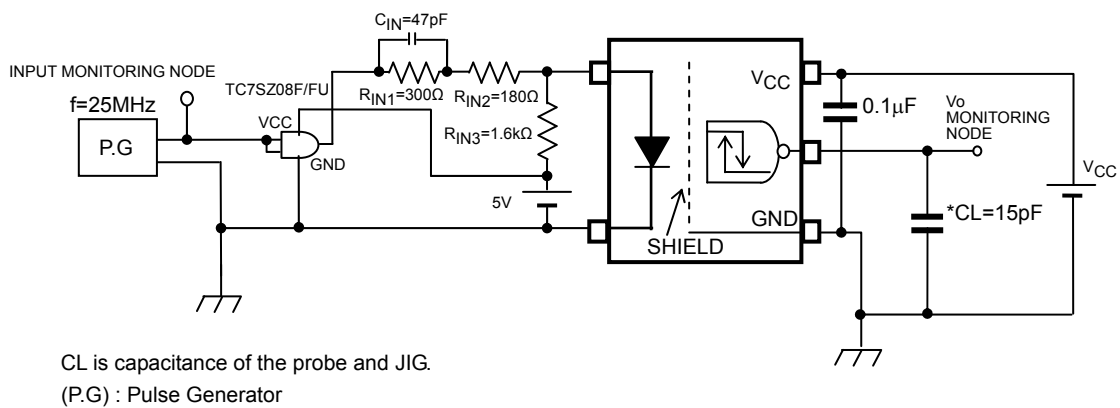 CIN=47pF
INPUT MONITORING NODE
TC7SZ08F/FU
RIN1=300Ω
RIN2=180Ω
f=25MHz
P.G
VCC
GND
RIN3=1.6kΩ
5V
SHIELD
VCC
GND
0.1μF
Vo
MONITORING
NODE
VCC
*CL=15pF
CL is capacitance of the probe and JIG.
(P.G) : Pulse Generator